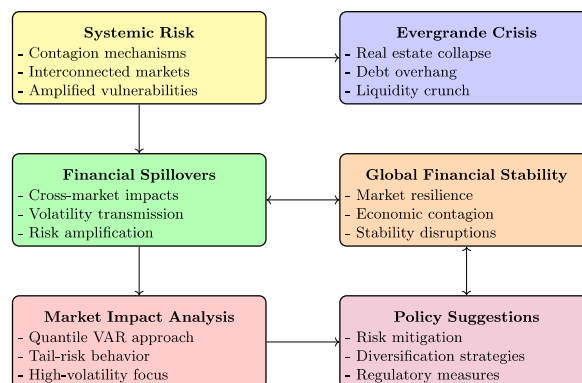 Systemic Risk
- Contagion mechanisms
- Interconnected markets
- Amplified vulnerabilities
Evergrande Crisis
- Real estate collapse
- Debt overhang
- Liquidity crunch
Financial Spillovers
- Cross-market impacts
- Volatility transmission
- Risk amplification
Global Financial Stability
- Market resilience
- Economic contagion
- Stability disruptions
Market Impact Analysis
- Quantile VAR approach
- Tail-risk behavior
- High-volatility focus
Policy Suggestions
- Risk mitigation
- Diversification strategies
- Regulatory measures